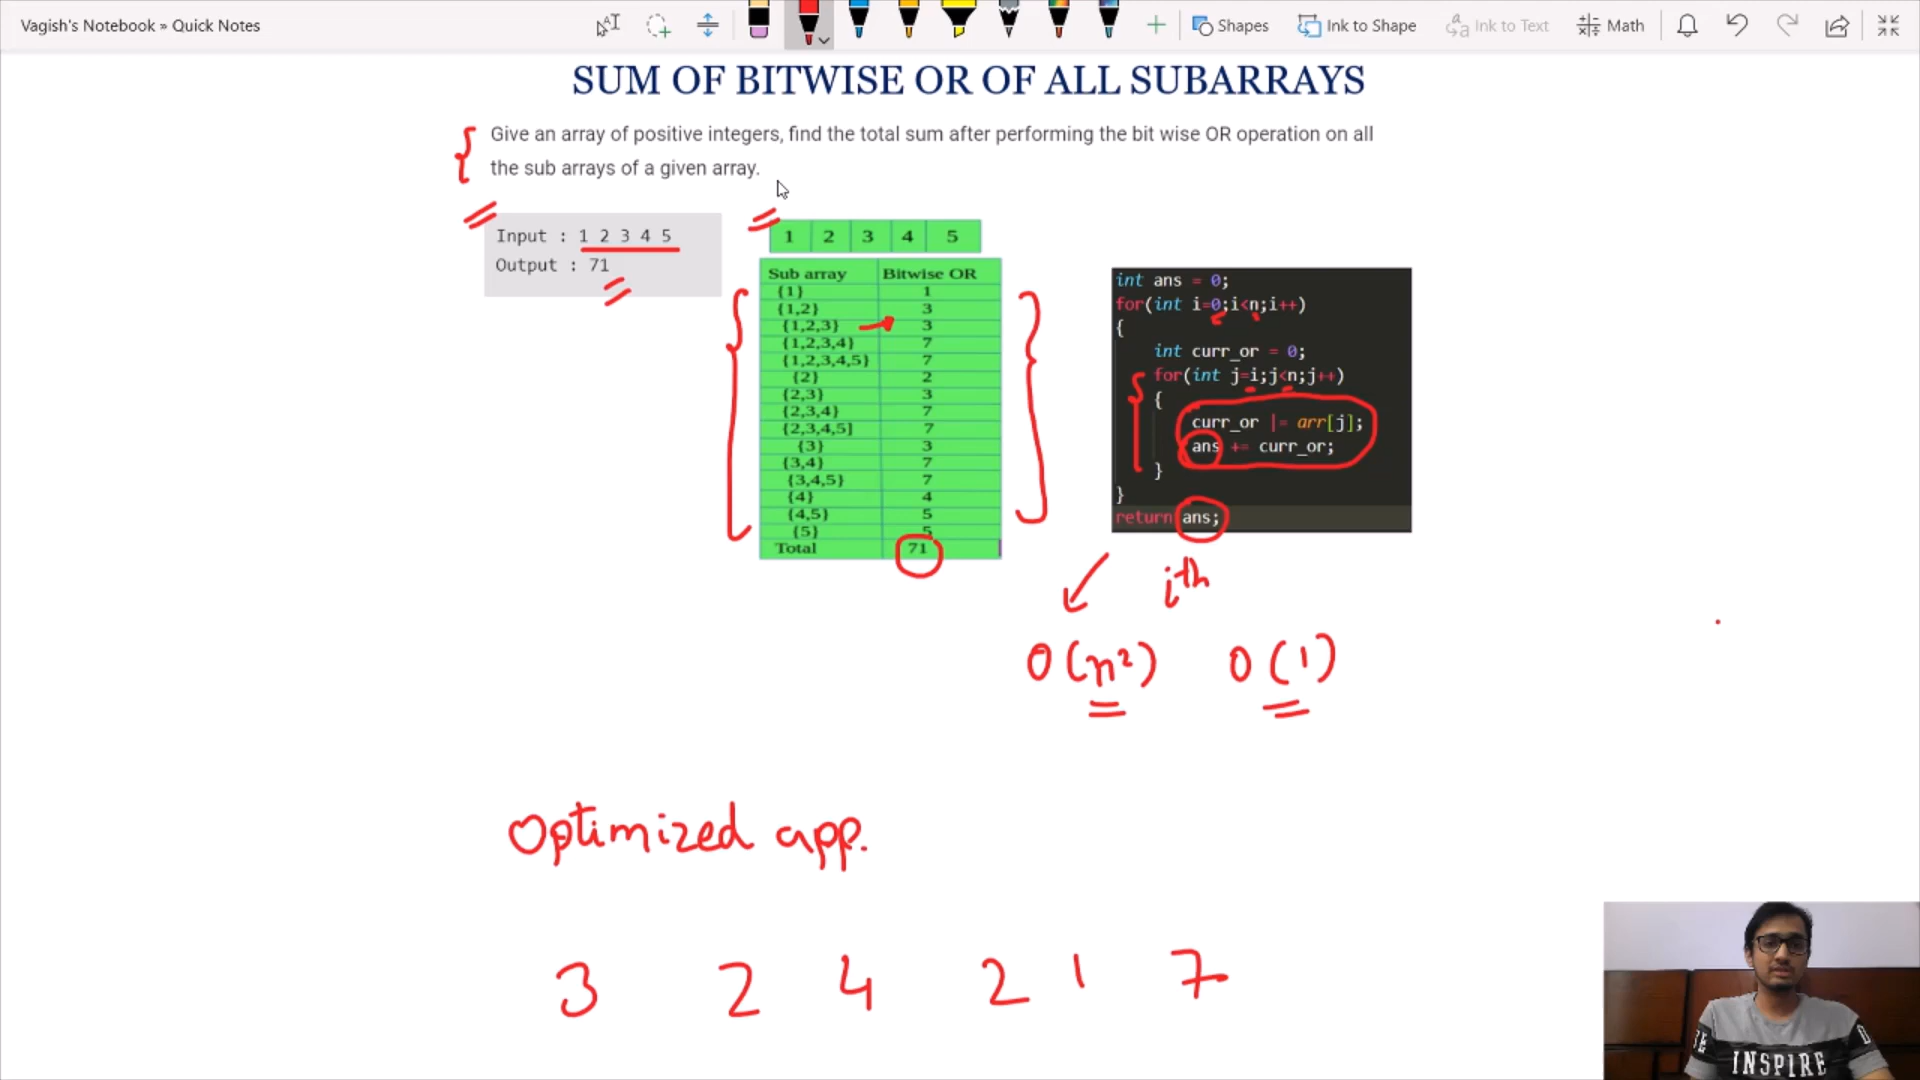 Vagish's Notebook » Quick Notes
Shapes
Ink to Shape
Ink to Text
Math
SUM OF BITWISE OR OF ALL SUBARRAYS
Give an array of positive integers, find the total sum after performing the bit wise OR operation on all
the sub arrays of a given array.
Input : 1 2 3 4 5
Output : 71
1 2 3 4 5
Sub array Bitwise OR
{1} 1
{1,2} 3
{1,2,3} 3
{1,2,3,4} 7
{1,2,3,4,5} 7
{2} 2
{2,3} 3
{2,3,4} 7
{2,3,4,5} 7
{3} 3
{3,4} 7
{3,4,5} 7
{4} 4
{4,5} 5
{5} 5
Total 71
int ans = 0;
for(int i=0;i<n;i++)
{
int curr_or = 0;
for(int j=i;j<n;j++)
{
curr_or |= arr[j];
ans += curr_or;
}
}
return ans;
ith
O(n²) O(1)
Optimized app.
3 2 4 2 1 7
INSPIRE